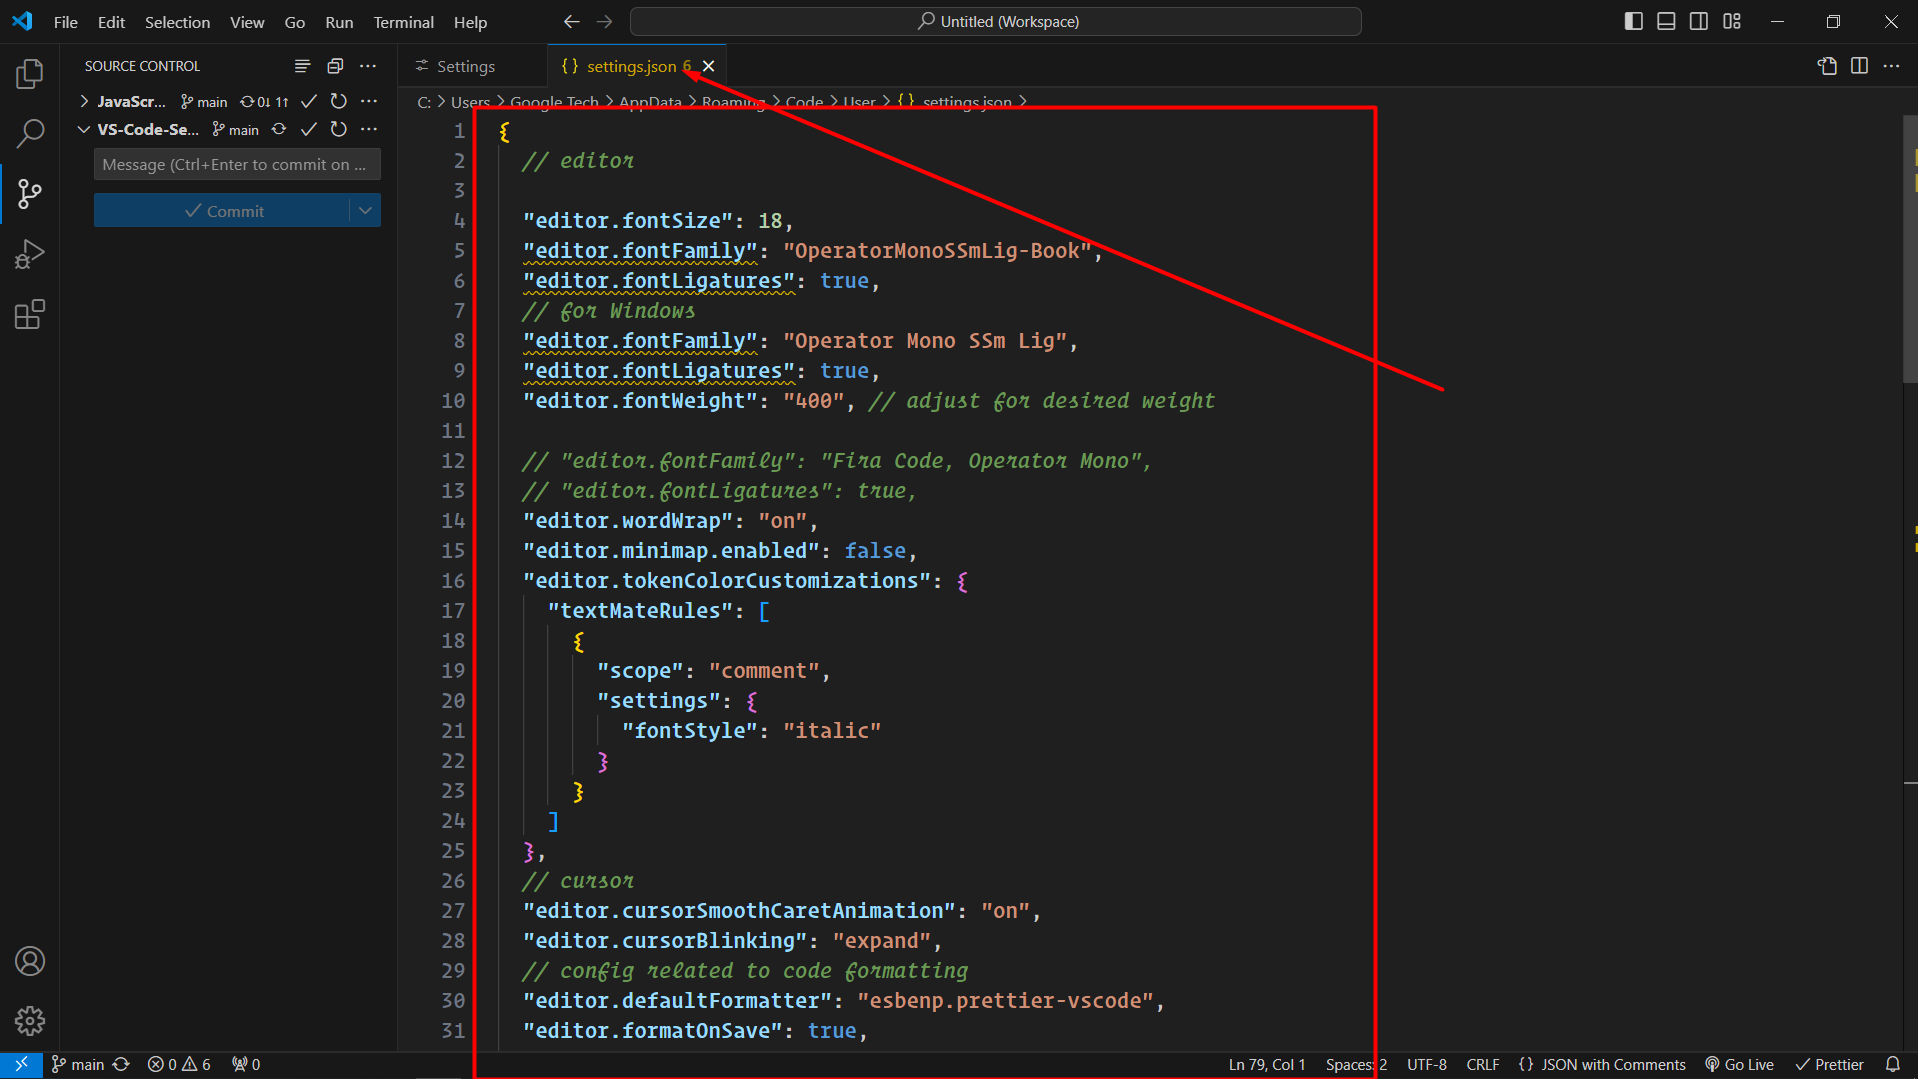 File Edit Selection View Go Run Terminal Help
Untitled (Workspace)
SOURCE CONTROL
JavaScr... main 0↓ 1↑
VS-Code-Se... main
Message (Ctrl+Enter to commit on ...
Commit
Settings
settings.json 6
C: > Users > Google Tech > AppData > Roaming > Code > User > {} settings.json >
1 {
2 // editor
3
4 "editor.fontSize": 18,
5 "editor.fontFamily": "OperatorMonoSSmLig-Book",
6 "editor.fontLigatures": true,
7 // for Windows
8 "editor.fontFamily": "Operator Mono SSm Lig",
9 "editor.fontLigatures": true,
10 "editor.fontWeight": "400", // adjust for desired weight
11
12 // "editor.fontFamily": "Fira Code, Operator Mono",
13 // "editor.fontLigatures": true,
14 "editor.wordWrap": "on",
15 "editor.minimap.enabled": false,
16 "editor.tokenColorCustomizations": {
17 "textMateRules": [
18 {
19 "scope": "comment",
20 "settings": {
21 "fontStyle": "italic"
22 }
23 }
24 ]
25 },
26 // cursor
27 "editor.cursorSmoothCaretAnimation": "on",
28 "editor.cursorBlinking": "expand",
29 // config related to code formatting
30 "editor.defaultFormatter": "esbenp.prettier-vscode",
31 "editor.formatOnSave": true,
main 0 6 0 Ln 79, Col 1 Spaces: 2 UTF-8 CRLF {} JSON with Comments Go Live Prettier